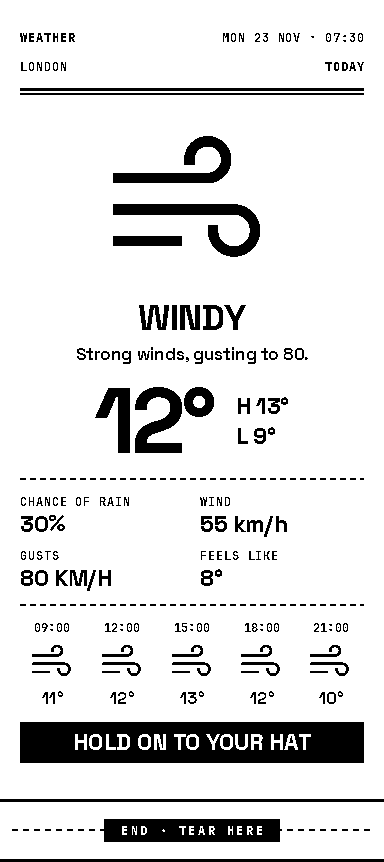 WEATHER MON 23 NOV · 07:30
LONDON TODAY
WINDY
Strong winds, gusting to 80.
12° H 13°
L 9°
CHANCE OF RAIN WIND
30% 55 km/h
GUSTS FEELS LIKE
80 KM/H 8°
09:00 12:00 15:00 18:00 21:00
11° 12° 13° 12° 10°
HOLD ON TO YOUR HAT
END · TEAR HERE